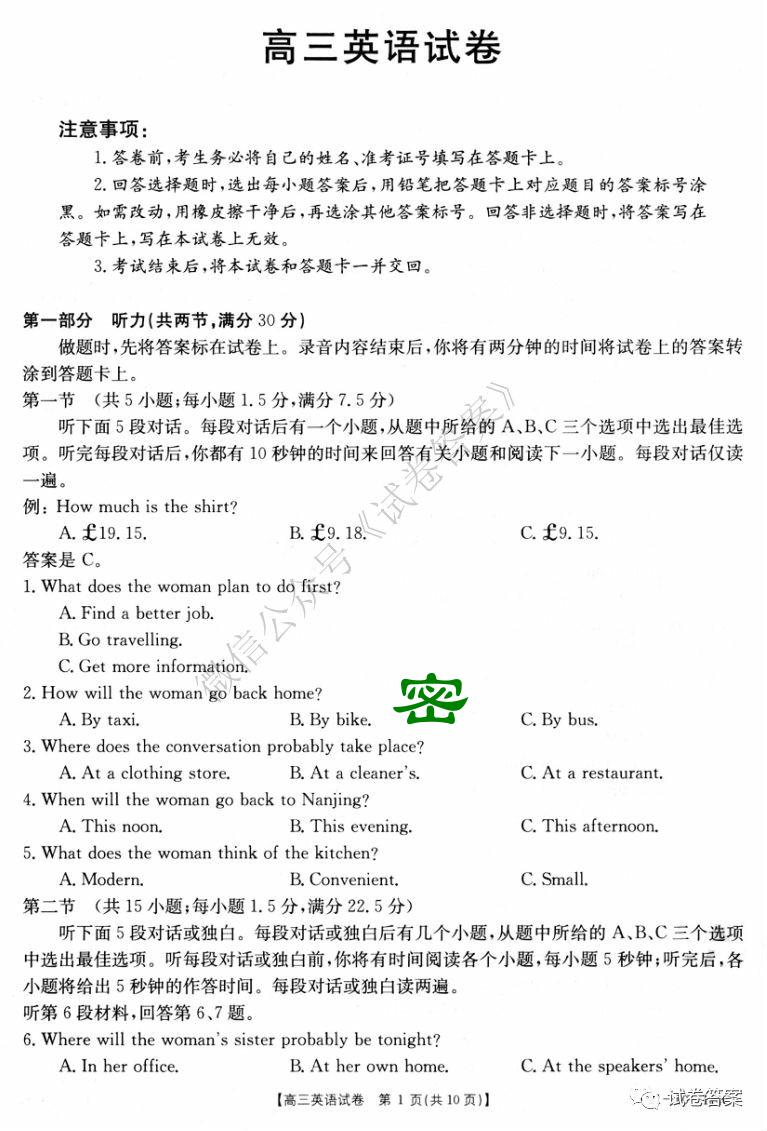 高三英语试卷
注意事项:
1.答卷前,考生务必将自己的姓名、准考证号填写在答题卡上。
2.回答选择题时,选出每小题答案后,用铅笔把答题卡上对应题目的答案标号涂
黑。如需改动,用橡皮擦干净后,再选涂其他答案标号。回答非选择题时,将答案写在
答题卡上,写在本试卷上无效。
3.考试结束后,将本试卷和答题卡一并交回。
第一部分 听力(共两节,满分30分)
做题时,先将答案标在试卷上。录音内容结束后,你将有两分钟的时间将试卷上的答案转
涂到答题卡上。
第一节 (共5小题;每小题1.5分,满分7.5分)
听下面5段对话。每段对话后有一个小题,从题中所给的A、B、C三个选项中选出最佳选
项。听完每段对话后,你都有10秒钟的时间来回答有关小题和阅读下一小题。每段对话仅读
一遍。
例: How much is the shirt?
A. £19.15. B. £9.18. C. £9.15.
答案是C。
1. What does the woman plan to do first?
A. Find a better job.
B. Go travelling.
C. Get more information.
2. How will the woman go back home?
A. By taxi. B. By bike. C. By bus.
密
3. Where does the conversation probably take place?
A. At a clothing store. B. At a cleaner's. C. At a restaurant.
4. When will the woman go back to Nanjing?
A. This noon. B. This evening. C. This afternoon.
5. What does the woman think of the kitchen?
A. Modern. B. Convenient. C. Small.
第二节 (共15小题;每小题1.5分,满分22.5分)
听下面5段对话或独白。每段对话或独白后有几个小题,从题中所给的A、B、C三个选项
中选出最佳选项。听每段对话或独白前,你将有时间阅读各个小题,每小题5秒钟;听完后,各
小题将给出5秒钟的作答时间。每段对话或独白读两遍。
听第6段材料,回答第6、7题。
6. Where will the woman's sister probably be tonight?
A. In her office. B. At her own home. C. At the speakers' home.
【高三英语试卷 第1页(共10页)】
微信公众号《试卷答案》
试卷答案